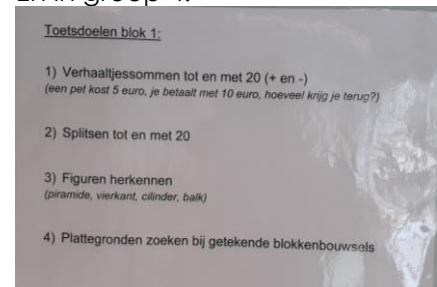 Toetsdoelen blok 1:
1) Verhaaltjessommen tot en met 20 (+ en -)
(een pet kost 5 euro, je betaalt met 10 euro, hoeveel krijg je terug?)
2) Splitsen tot en met 20
3) Figuren herkennen
(piramide, vierkant, cilinder, balk)
4) Plattegronden zoeken bij getekende blokkenbouwsels